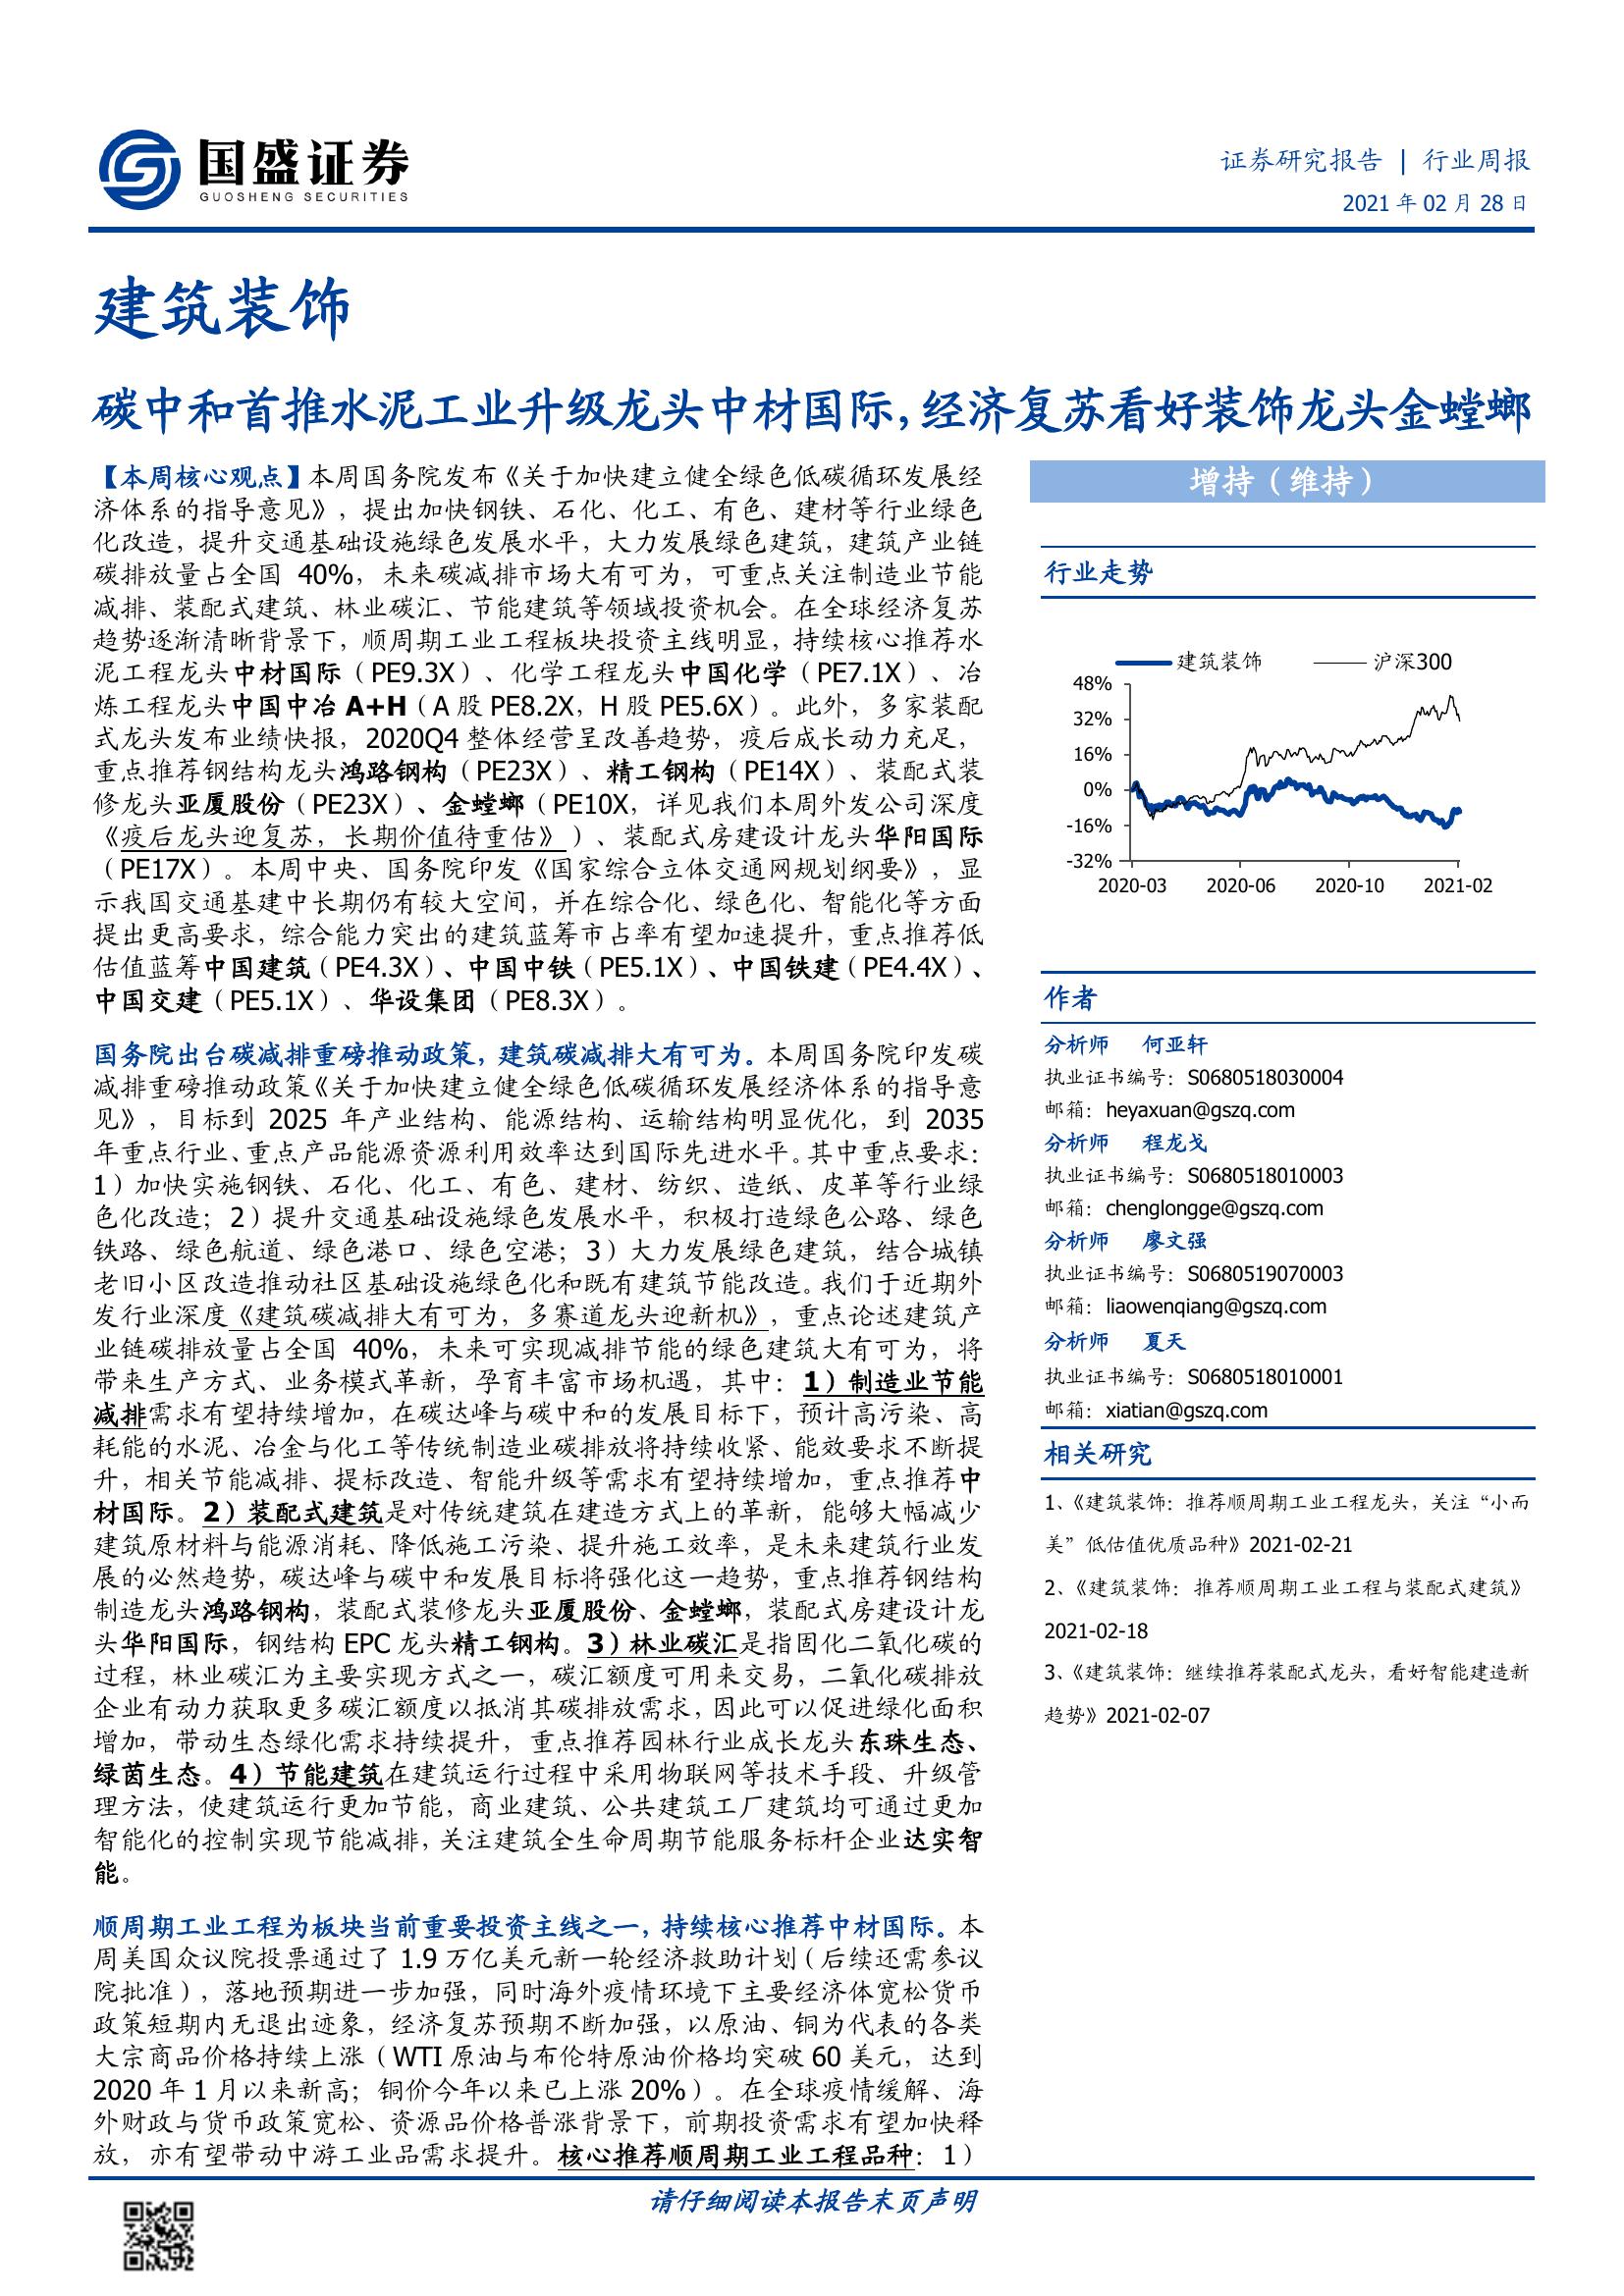 国盛证券
GUOSHENG SECURITIES
证券研究报告 | 行业周报
2021 年 02 月 28 日
建筑装饰
碳中和首推水泥工业升级龙头中材国际，经济复苏看好装饰龙头金螳螂
【本周核心观点】本周国务院发布《关于加快建立健全绿色低碳循环发展经
济体系的指导意见》，提出加快钢铁、石化、化工、有色、建材等行业绿色
化改造，提升交通基础设施绿色发展水平，大力发展绿色建筑，建筑产业链
碳排放量占全国 40%，未来碳减排市场大有可为，可重点关注制造业节能
减排、装配式建筑、林业碳汇、节能建筑等领域投资机会。在全球经济复苏
趋势逐渐清晰背景下，顺周期工业工程板块投资主线明显，持续核心推荐水
泥工程龙头中材国际（PE9.3X）、化学工程龙头中国化学（PE7.1X）、冶
炼工程龙头中国中冶 A+H（A 股 PE8.2X，H 股 PE5.6X）。此外，多家装配
式龙头发布业绩快报，2020Q4 整体经营呈改善趋势，疫后成长动力充足，
重点推荐钢结构龙头鸿路钢构（PE23X）、精工钢构（PE14X）、装配式装
修龙头亚厦股份（PE23X）、金螳螂（PE10X，详见我们本周外发公司深度
《疫后龙头迎复苏，长期价值待重估》）、装配式房建设计龙头华阳国际
（PE17X）。本周中央、国务院印发《国家综合立体交通网规划纲要》，显
示我国交通基建中长期仍有较大空间，并在综合化、绿色化、智能化等方面
提出更高要求，综合能力突出的建筑蓝筹市占率有望加速提升，重点推荐低
估值蓝筹中国建筑（PE4.3X）、中国中铁（PE5.1X）、中国铁建（PE4.4X）、
中国交建（PE5.1X）、华设集团（PE8.3X）。
国务院出台碳减排重磅推动政策，建筑碳减排大有可为。本周国务院印发碳
减排重磅推动政策《关于加快建立健全绿色低碳循环发展经济体系的指导意
见》，目标到 2025 年产业结构、能源结构、运输结构明显优化，到 2035
年重点行业、重点产品能源资源利用效率达到国际先进水平。其中重点要求：
1）加快实施钢铁、石化、化工、有色、建材、纺织、造纸、皮革等行业绿
色化改造；2）提升交通基础设施绿色发展水平，积极打造绿色公路、绿色
铁路、绿色航道、绿色港口、绿色空港；3）大力发展绿色建筑，结合城镇
老旧小区改造推动社区基础设施绿色化和既有建筑节能改造。我们于近期外
发行业深度《建筑碳减排大有可为，多赛道龙头迎新机》，重点论述建筑产
业链碳排放量占全国 40%，未来可实现减排节能的绿色建筑大有可为，将
带来生产方式、业务模式革新，孕育丰富市场机遇，其中：1）制造业节能
减排需求有望持续增加，在碳达峰与碳中和的发展目标下，预计高污染、高
耗能的水泥、冶金与化工等传统制造业碳排放将持续收紧、能效要求不断提
升，相关节能减排、提标改造、智能升级等需求有望持续增加，重点推荐中
材国际。2）装配式建筑是对传统建筑在建造方式上的革新，能够大幅减少
建筑原材料与能源消耗、降低施工污染、提升施工效率，是未来建筑行业发
展的必然趋势，碳达峰与碳中和发展目标将强化这一趋势，重点推荐钢结构
制造龙头鸿路钢构，装配式装修龙头亚厦股份、金螳螂，装配式房建设计龙
头华阳国际，钢结构 EPC 龙头精工钢构。3）林业碳汇是指固化二氧化碳的
过程，林业碳汇为主要实现方式之一，碳汇额度可用来交易，二氧化碳排放
企业有动力获取更多碳汇额度以抵消其碳排放需求，因此可以促进绿化面积
增加，带动生态绿化需求持续提升，重点推荐园林行业成长龙头东珠生态、
绿茵生态。4）节能建筑在建筑运行过程中采用物联网等技术手段、升级管
理方法，使建筑运行更加节能，商业建筑、公共建筑工厂建筑均可通过更加
智能化的控制实现节能减排，关注建筑全生命周期节能服务标杆企业达实智
能。
顺周期工业工程为板块当前重要投资主线之一，持续核心推荐中材国际。本
周美国众议院投票通过了 1.9 万亿美元新一轮经济救助计划（后续还需参议
院批准），落地预期进一步加强，同时海外疫情环境下主要经济体宽松货币
政策短期内无退出迹象，经济复苏预期不断加强，以原油、铜为代表的各类
大宗商品价格持续上涨（WTI 原油与布伦特原油价格均突破 60 美元，达到
2020 年 1 月以来新高；铜价今年以来已上涨 20%）。在全球疫情缓解、海
外财政与货币政策宽松、资源品价格普涨背景下，前期投资需求有望加快释
放，亦有望带动中游工业品需求提升。核心推荐顺周期工业工程品种：1）
增持（维持）
行业走势
建筑装饰 沪深300
48%
32%
16%
0%
-16%
-32%
2020-03 2020-06 2020-10 2021-02
作者
分析师 何亚轩
执业证书编号：S0680518030004
邮箱：heyaxuan@gszq.com
分析师 程龙戈
执业证书编号：S0680518010003
邮箱：chenglongge@gszq.com
分析师 廖文强
执业证书编号：S0680519070003
邮箱：liaowenqiang@gszq.com
分析师 夏天
执业证书编号：S0680518010001
邮箱：xiatian@gszq.com
相关研究
1、《建筑装饰：推荐顺周期工业工程龙头，关注“小而
美”低估值优质品种》2021-02-21
2、《建筑装饰：推荐顺周期工业工程与装配式建筑》
2021-02-18
3、《建筑装饰：继续推荐装配式龙头，看好智能建造新
趋势》2021-02-07
请仔细阅读本报告末页声明